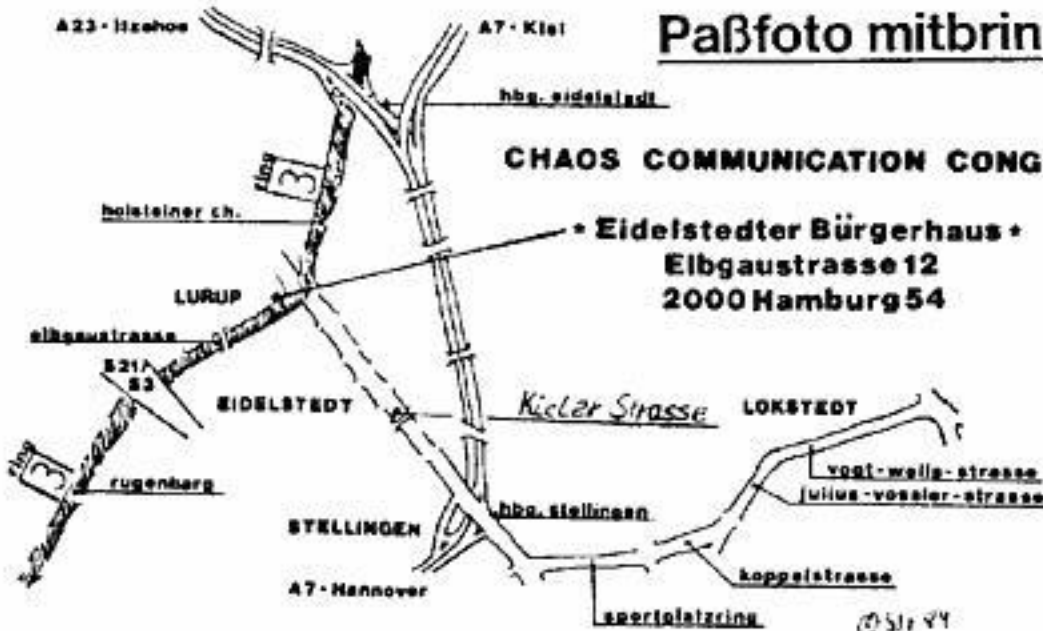 A23 - Itzehoe
A7 - Kiel
Paßfoto mitbrin
hbg. eidelstedt
CHAOS COMMUNICATION CONG
ring 3
holsteiner ch.
* Eidelstedter Bürgerhaus *
Elbgaustrasse 12
2000 Hamburg 54
LURUP
elbgaustrasse
S21/
S3
EIDELSTEDT
Kieler Strasse
LOKSTEDT
ring 3
rugenbarg
vogt-wells-strasse
julius-vossler-strasse
STELLINGEN
hbg. stellingen
koppelstrasse
A7 - Hannover
sportplatzring